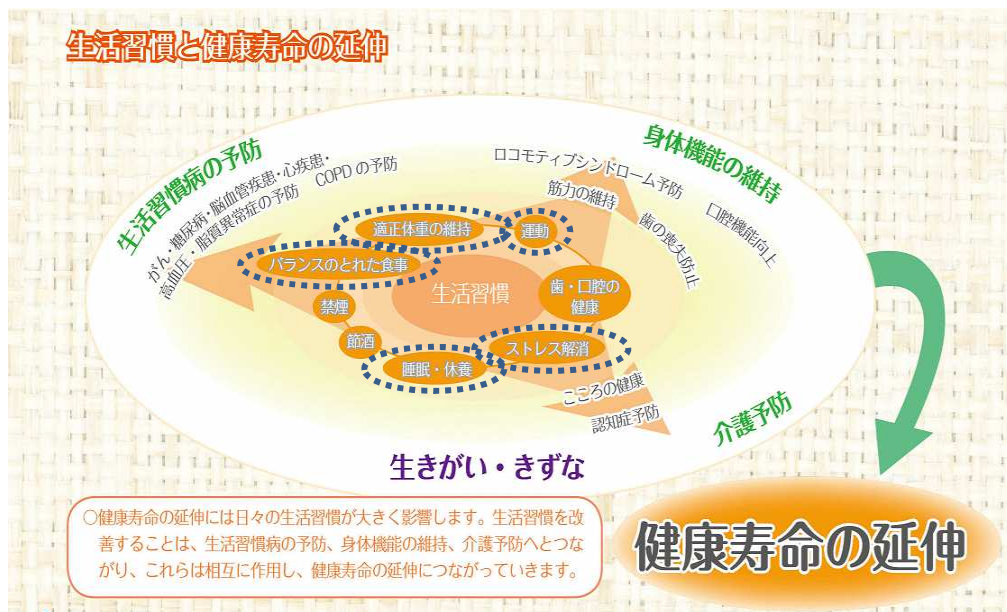 生活習慣と健康寿命の延伸
生活習慣病の予防
がん・糖尿病・脳血管疾患・心疾患・
高血圧・脂質異常症の予防　COPDの予防
身体機能の維持
ロコモティブシンドローム予防
筋力の維持
歯の喪失防止
口腔機能向上
適正体重の維持
運動
バランスのとれた食事
生活習慣
歯・口腔の
健康
禁煙
節酒
ストレス解消
睡眠・休養
こころの健康
認知症予防
介護予防
生きがい・きずな
○健康寿命の延伸には日々の生活習慣が大きく影響します。生活習慣を改
善することは、生活習慣病の予防、身体機能の維持、介護予防へとつな
がり、これらは相互に作用し、健康寿命の延伸につながっていきます。
健康寿命の延伸